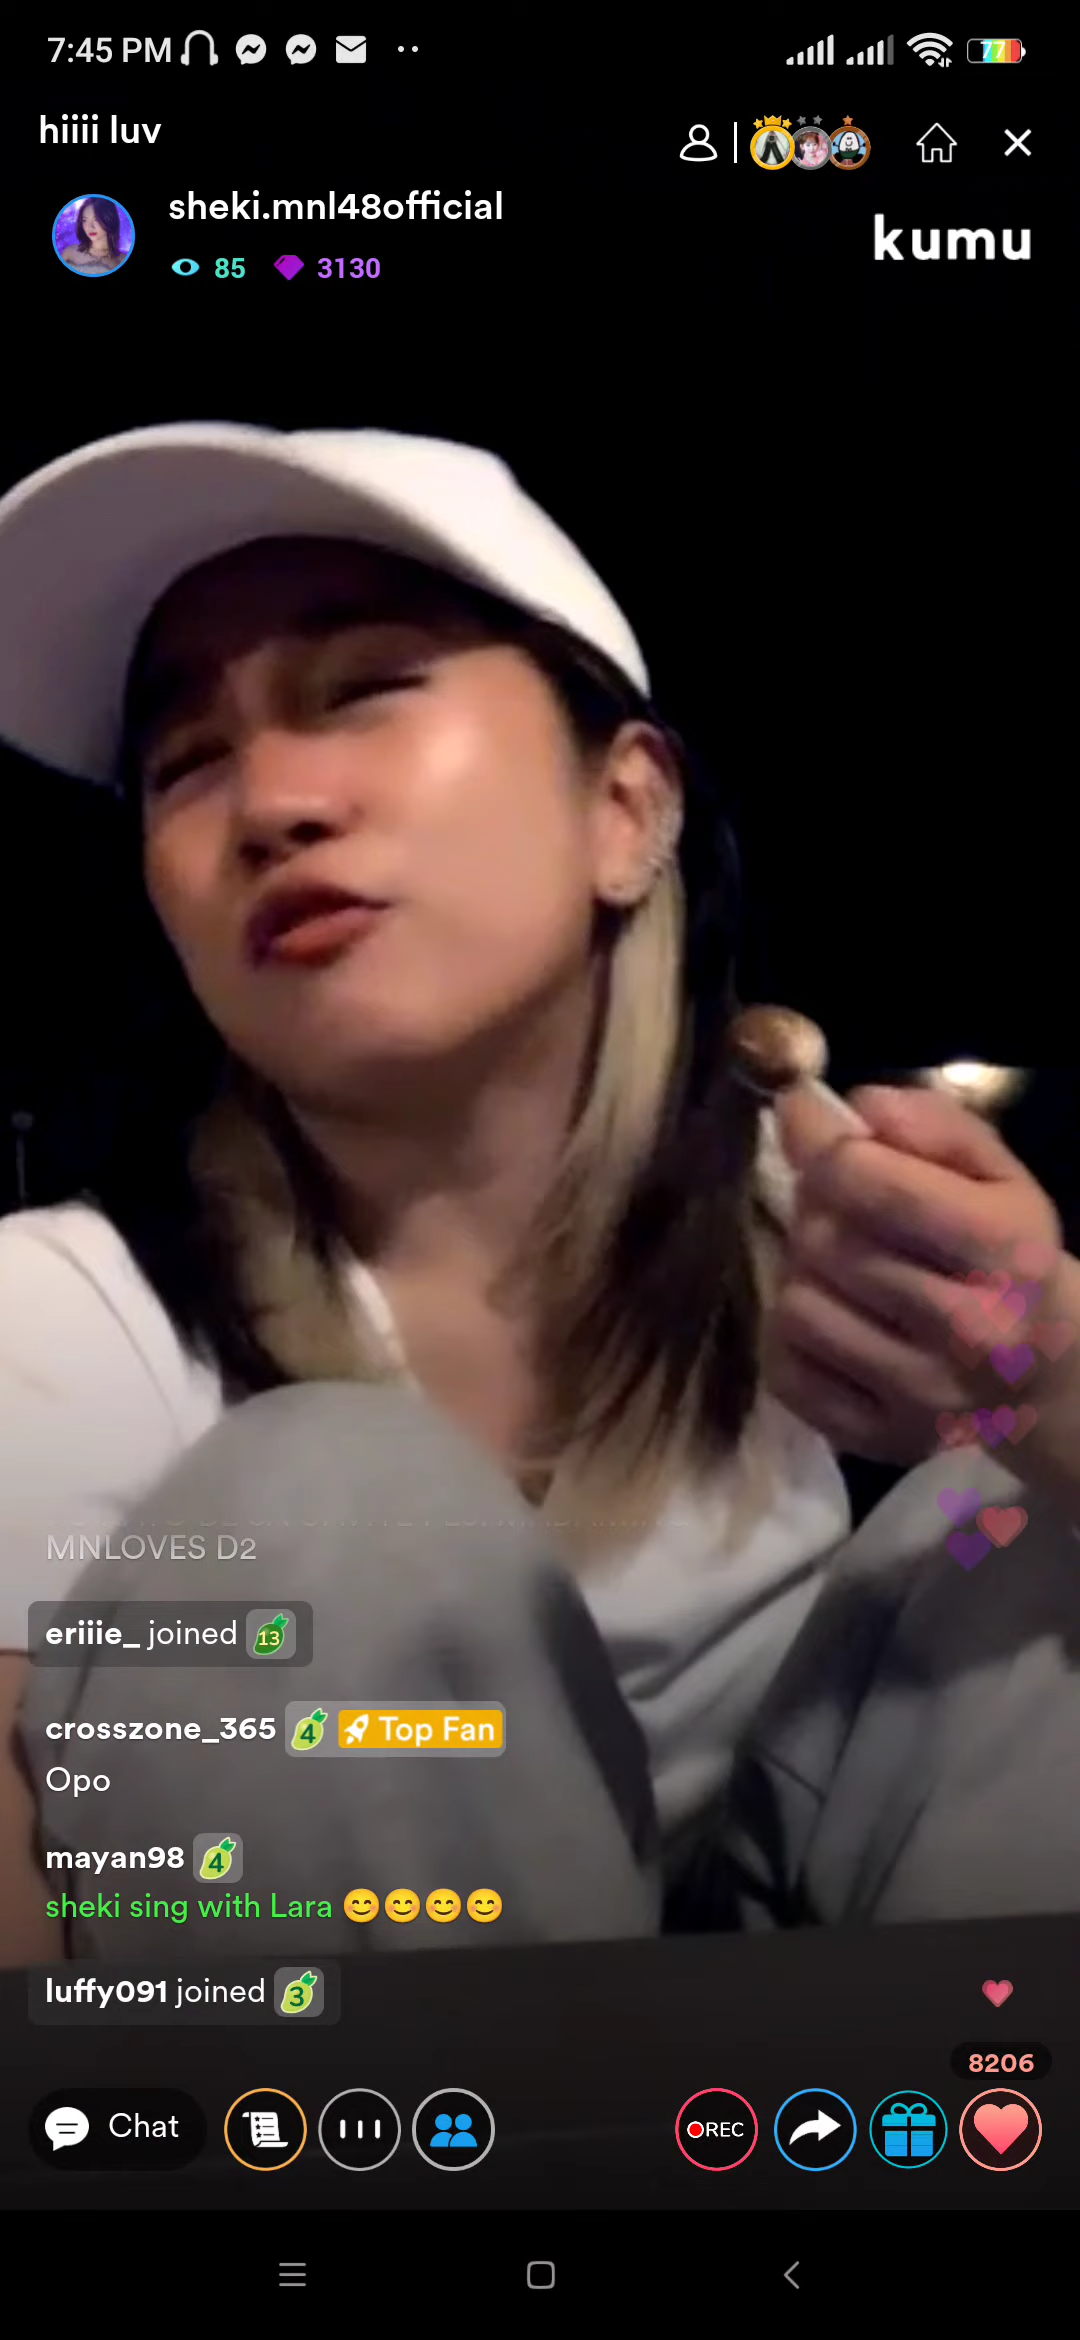 7:45 PM
77
hiiii luv
sheki.mnl48official
85 3130
kumu
MNLOVES D2
eriiie_ joined 13
crosszone_365 4 Top Fan
Opo
mayan98 4
sheki sing with Lara 😊😊😊😊
luffy091 joined 3
8206
Chat
REC